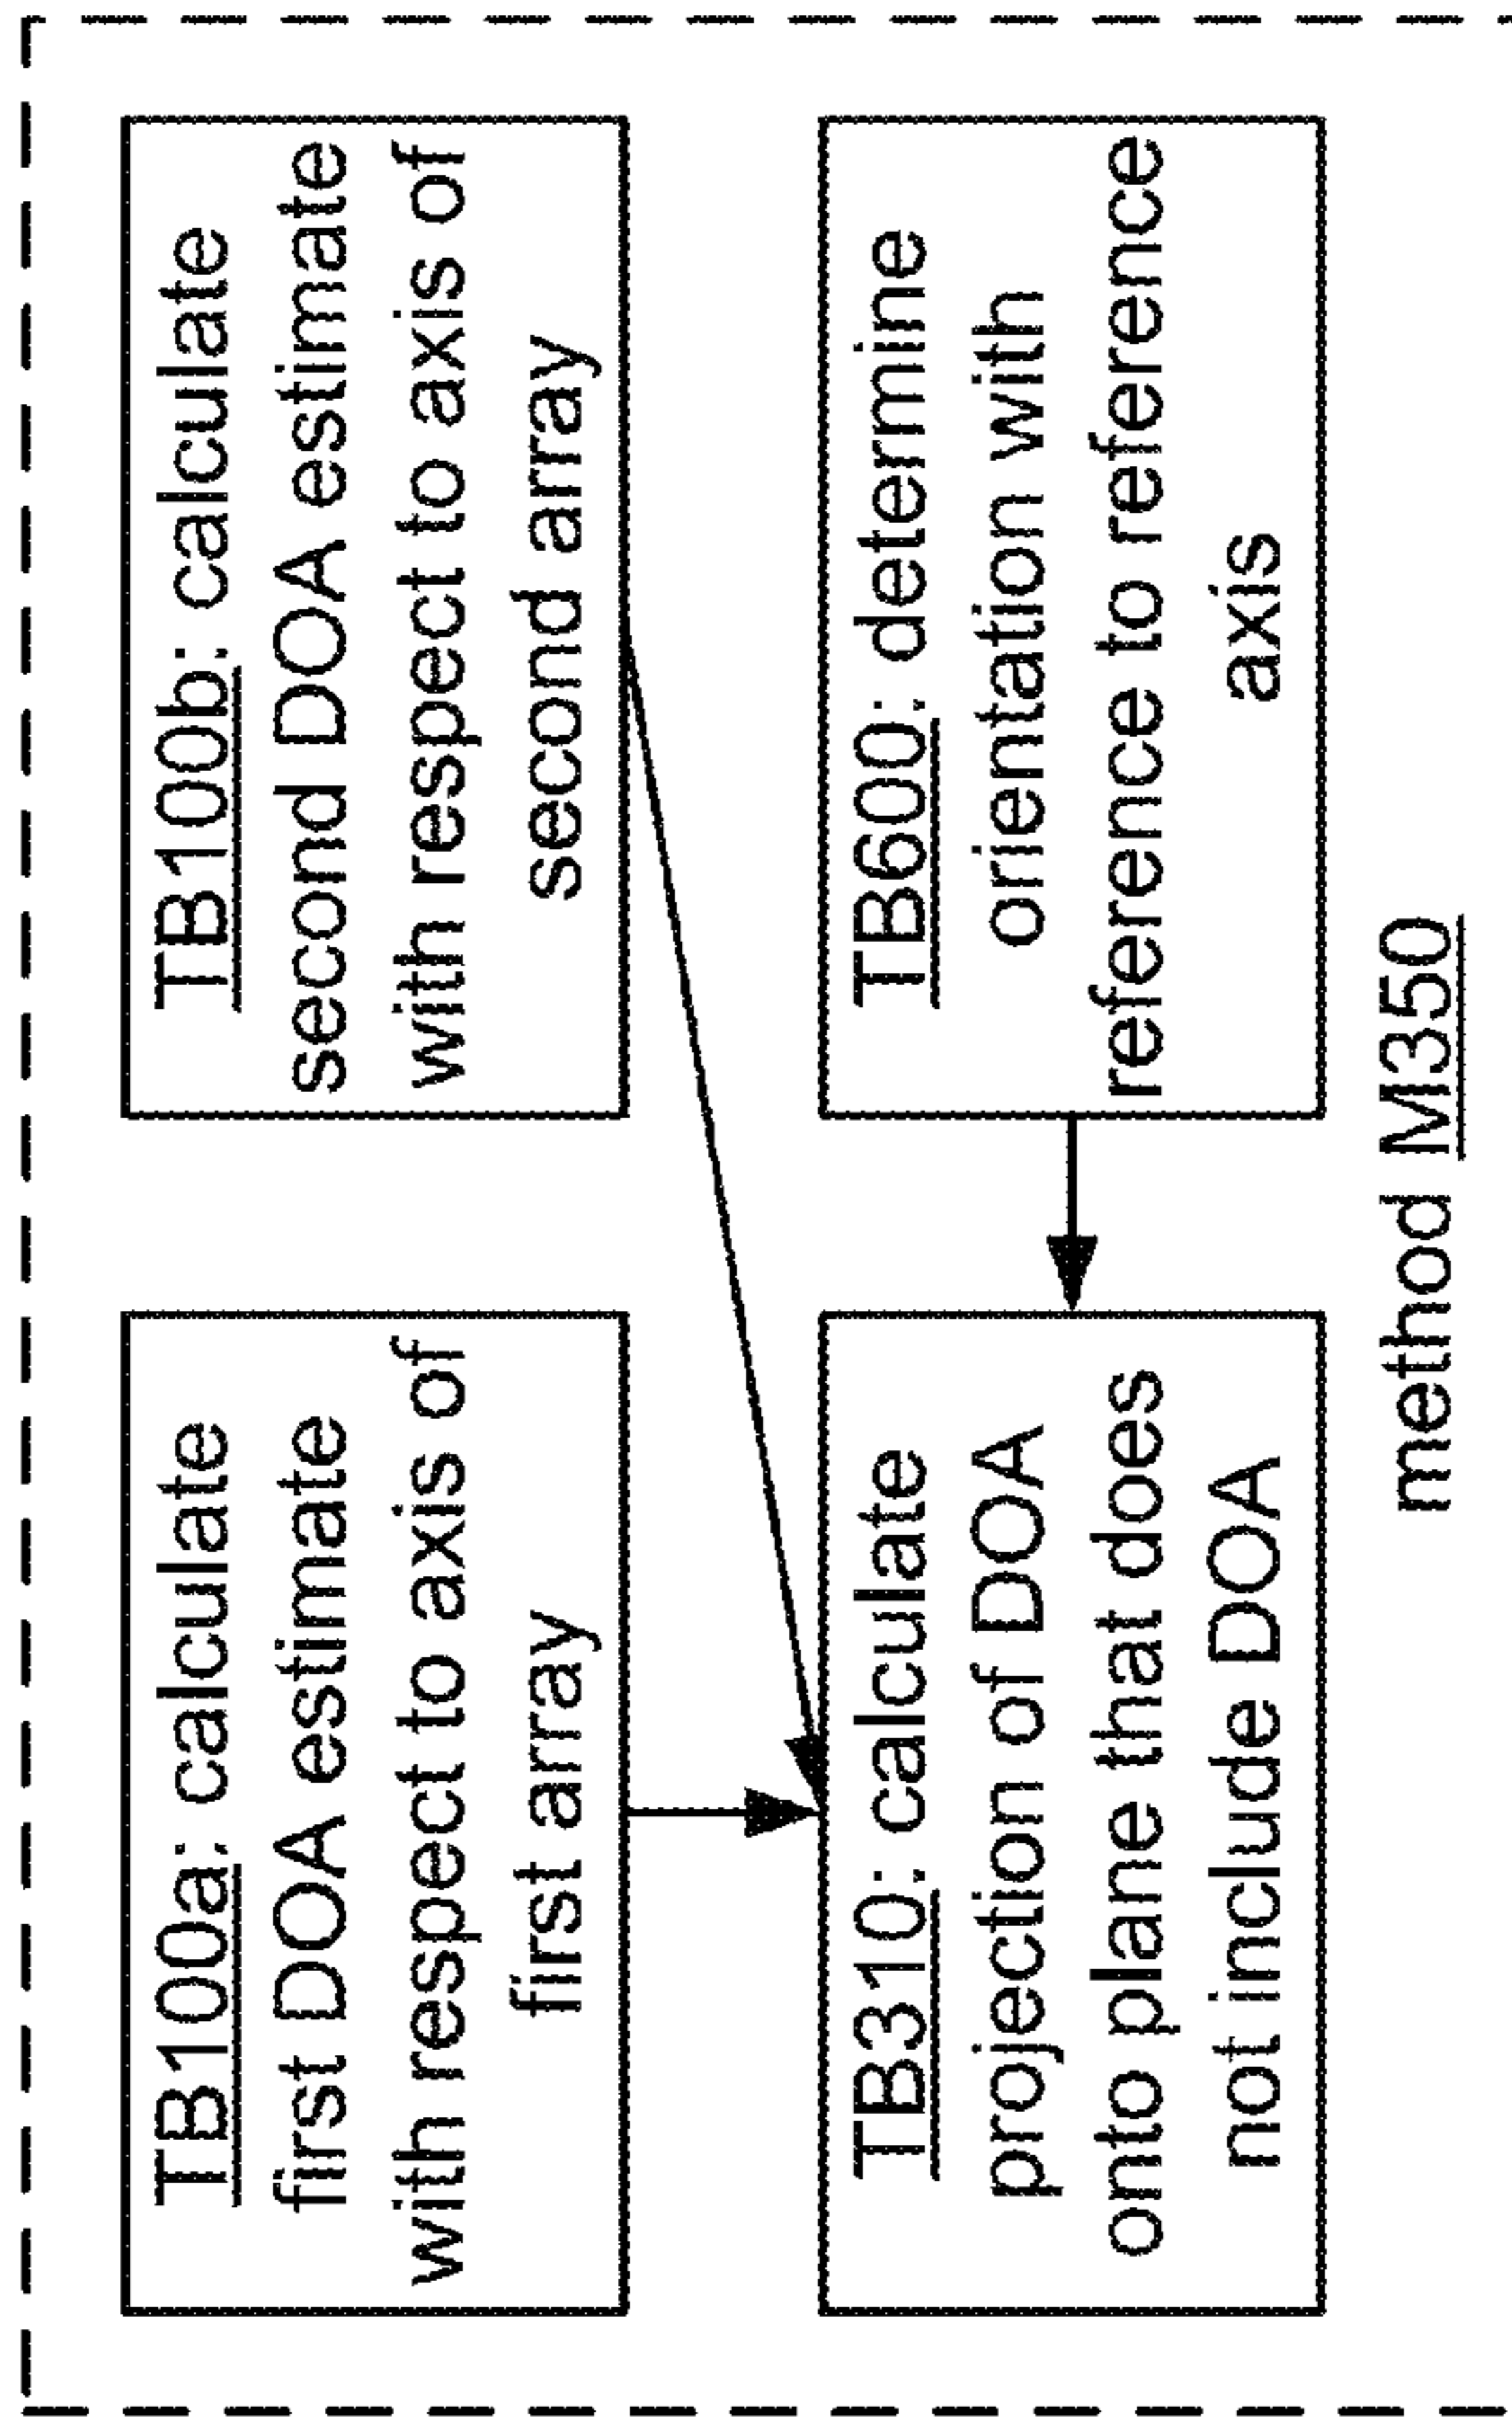 TB100a: calculate
first DOA estimate
with respect to axis of
first array
TB100b: calculate
second DOA estimate
with respect to axis of
second array
TB310: calculate
projection of DOA
onto plane that does
not include DOA
TB600: determine
orientation with
reference to reference
axis
method M350